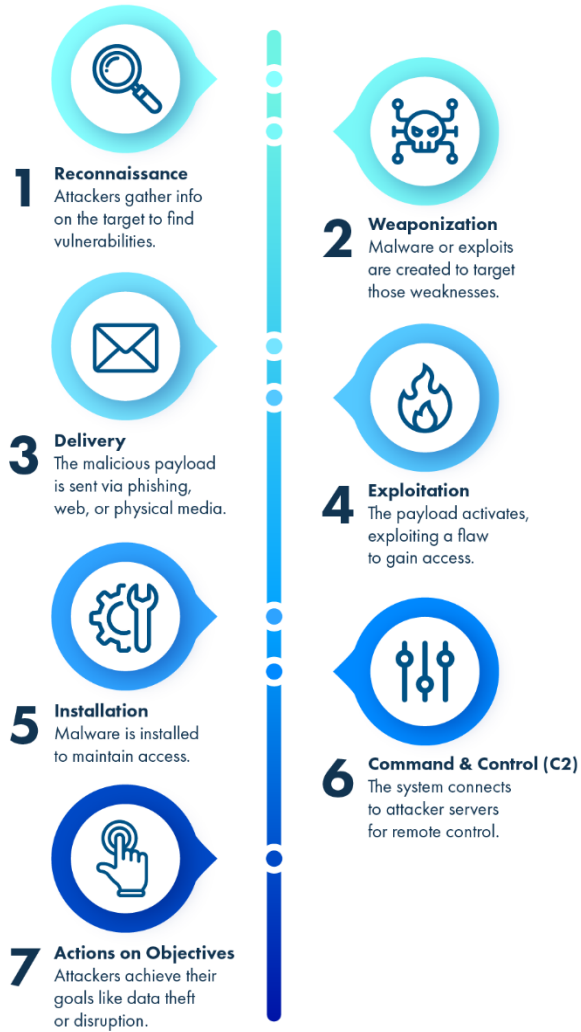 1
Reconnaissance
Attackers gather info
on the target to find
vulnerabilities.
2
Weaponization
Malware or exploits
are created to target
those weaknesses.
3
Delivery
The malicious payload
is sent via phishing,
web, or physical media.
4
Exploitation
The payload activates,
exploiting a flaw
to gain access.
5
Installation
Malware is installed
to maintain access.
6
Command & Control (C2)
The system connects
to attacker servers
for remote control.
7
Actions on Objectives
Attackers achieve their
goals like data theft
or disruption.